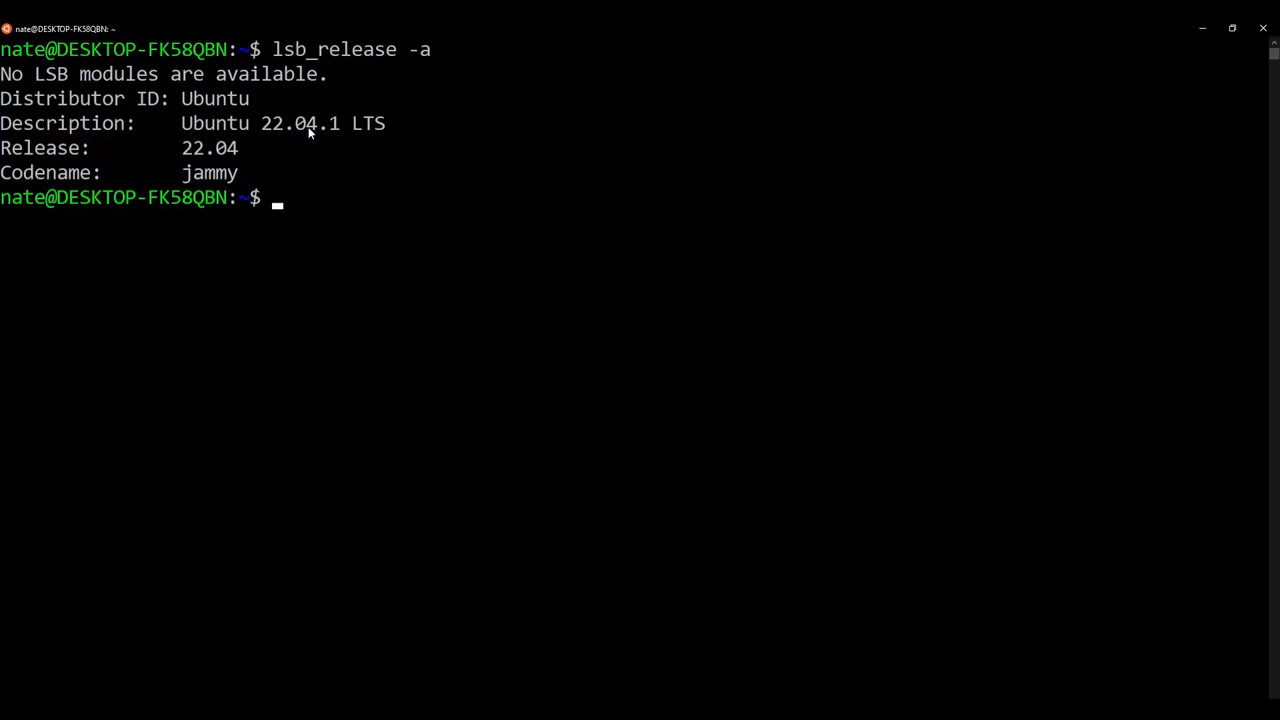 nate@DESKTOP-FK58QBN: ~
nate@DESKTOP-FK58QBN:~$ lsb_release -a
No LSB modules are available.
Distributor ID: Ubuntu
Description:    Ubuntu 22.04.1 LTS
Release:        22.04
Codename:       jammy
nate@DESKTOP-FK58QBN:~$